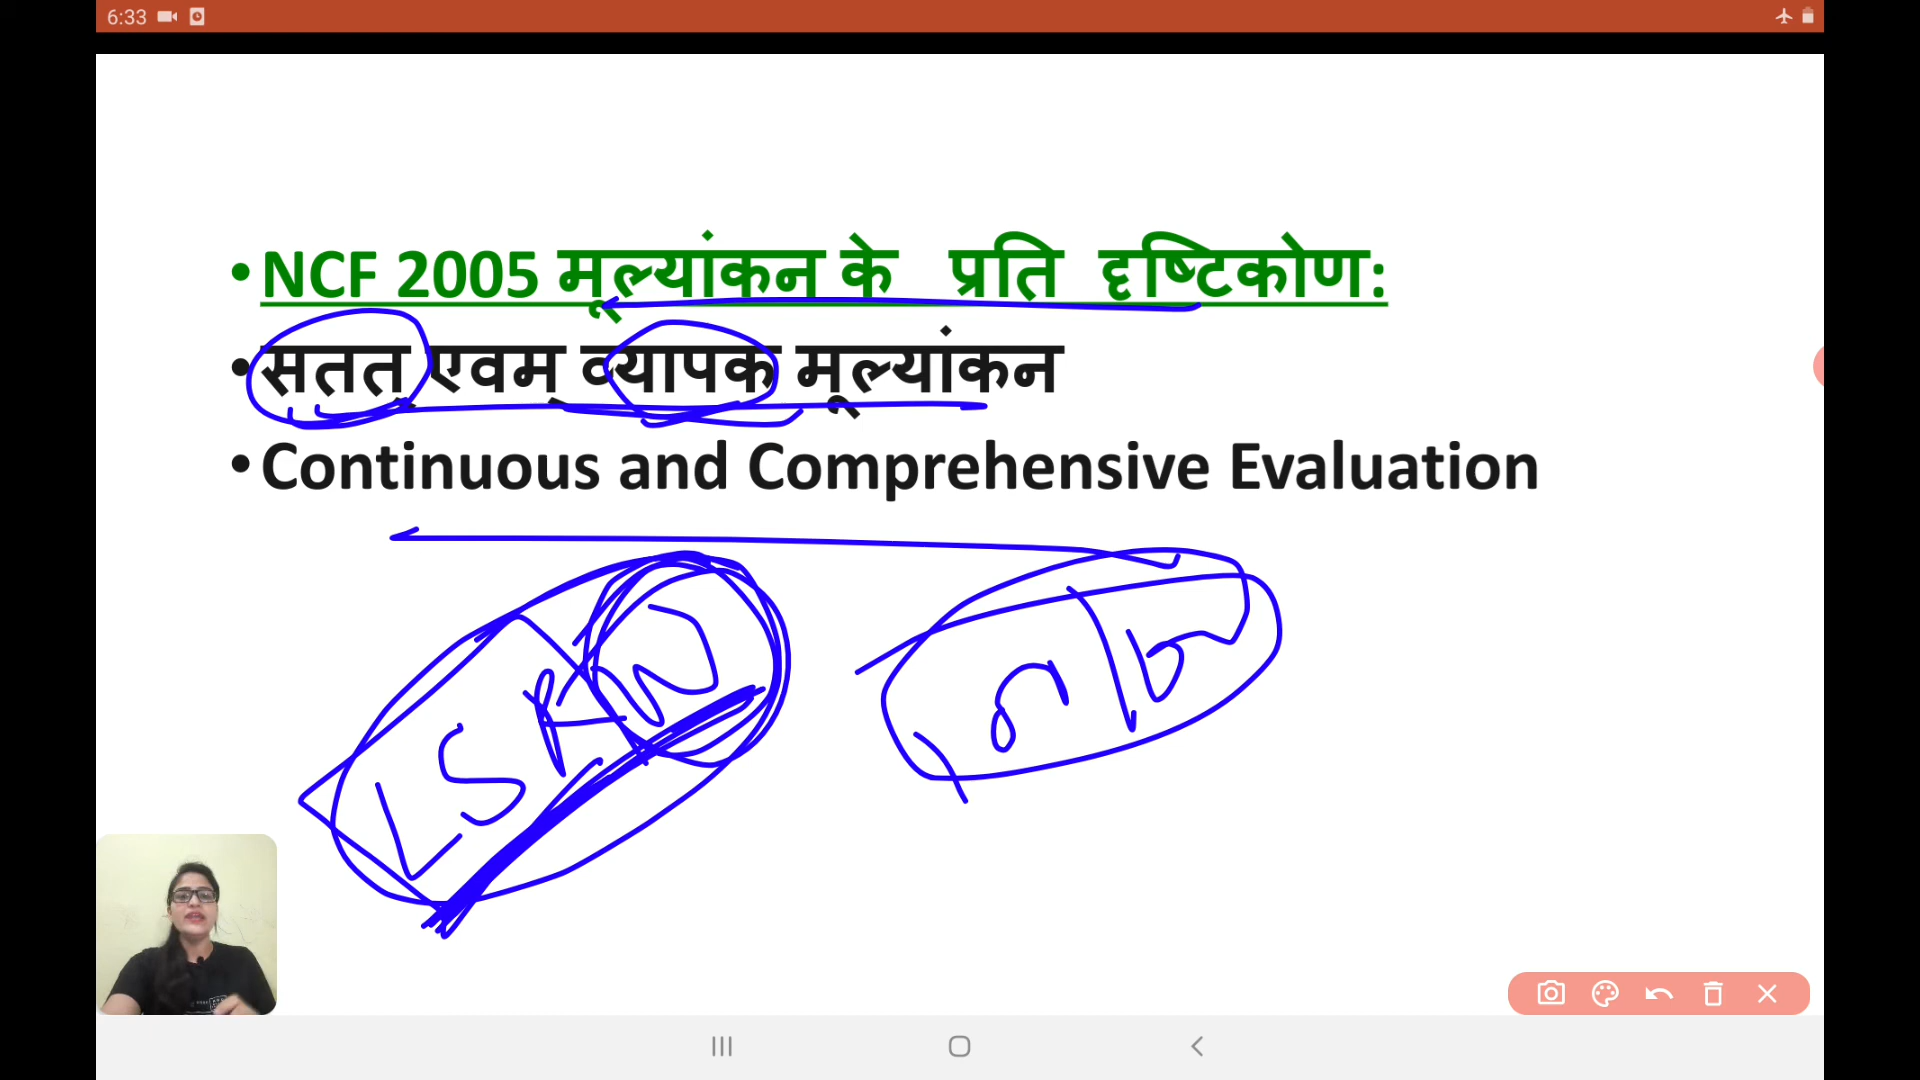 6:33
•NCF 2005 मूल्यांकन के प्रति दृष्टिकोण:
•सतत् एवम् व्यापक मूल्यांकन
•Continuous and Comprehensive Evaluation
LSRW